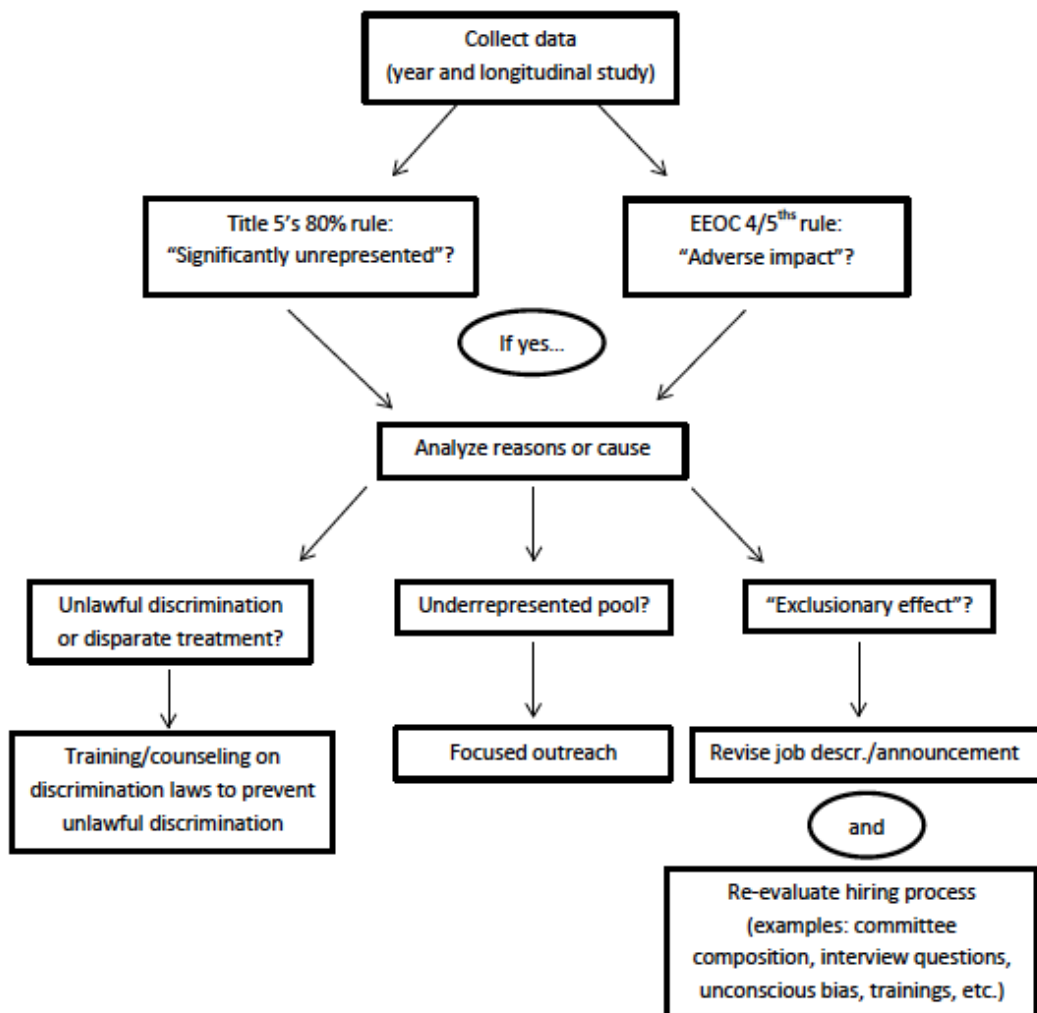 Collect data
(year and longitudinal study)
Title 5's 80% rule:
"Significantly unrepresented"?
EEOC 4/5ths rule:
"Adverse impact"?
If yes...
Analyze reasons or cause
Unlawful discrimination
or disparate treatment?
Underrepresented pool?
"Exclusionary effect"?
Training/counseling on
discrimination laws to prevent
unlawful discrimination
Focused outreach
Revise job descr./announcement
and
Re-evaluate hiring process
(examples: committee
composition, interview questions,
unconscious bias, trainings, etc.)